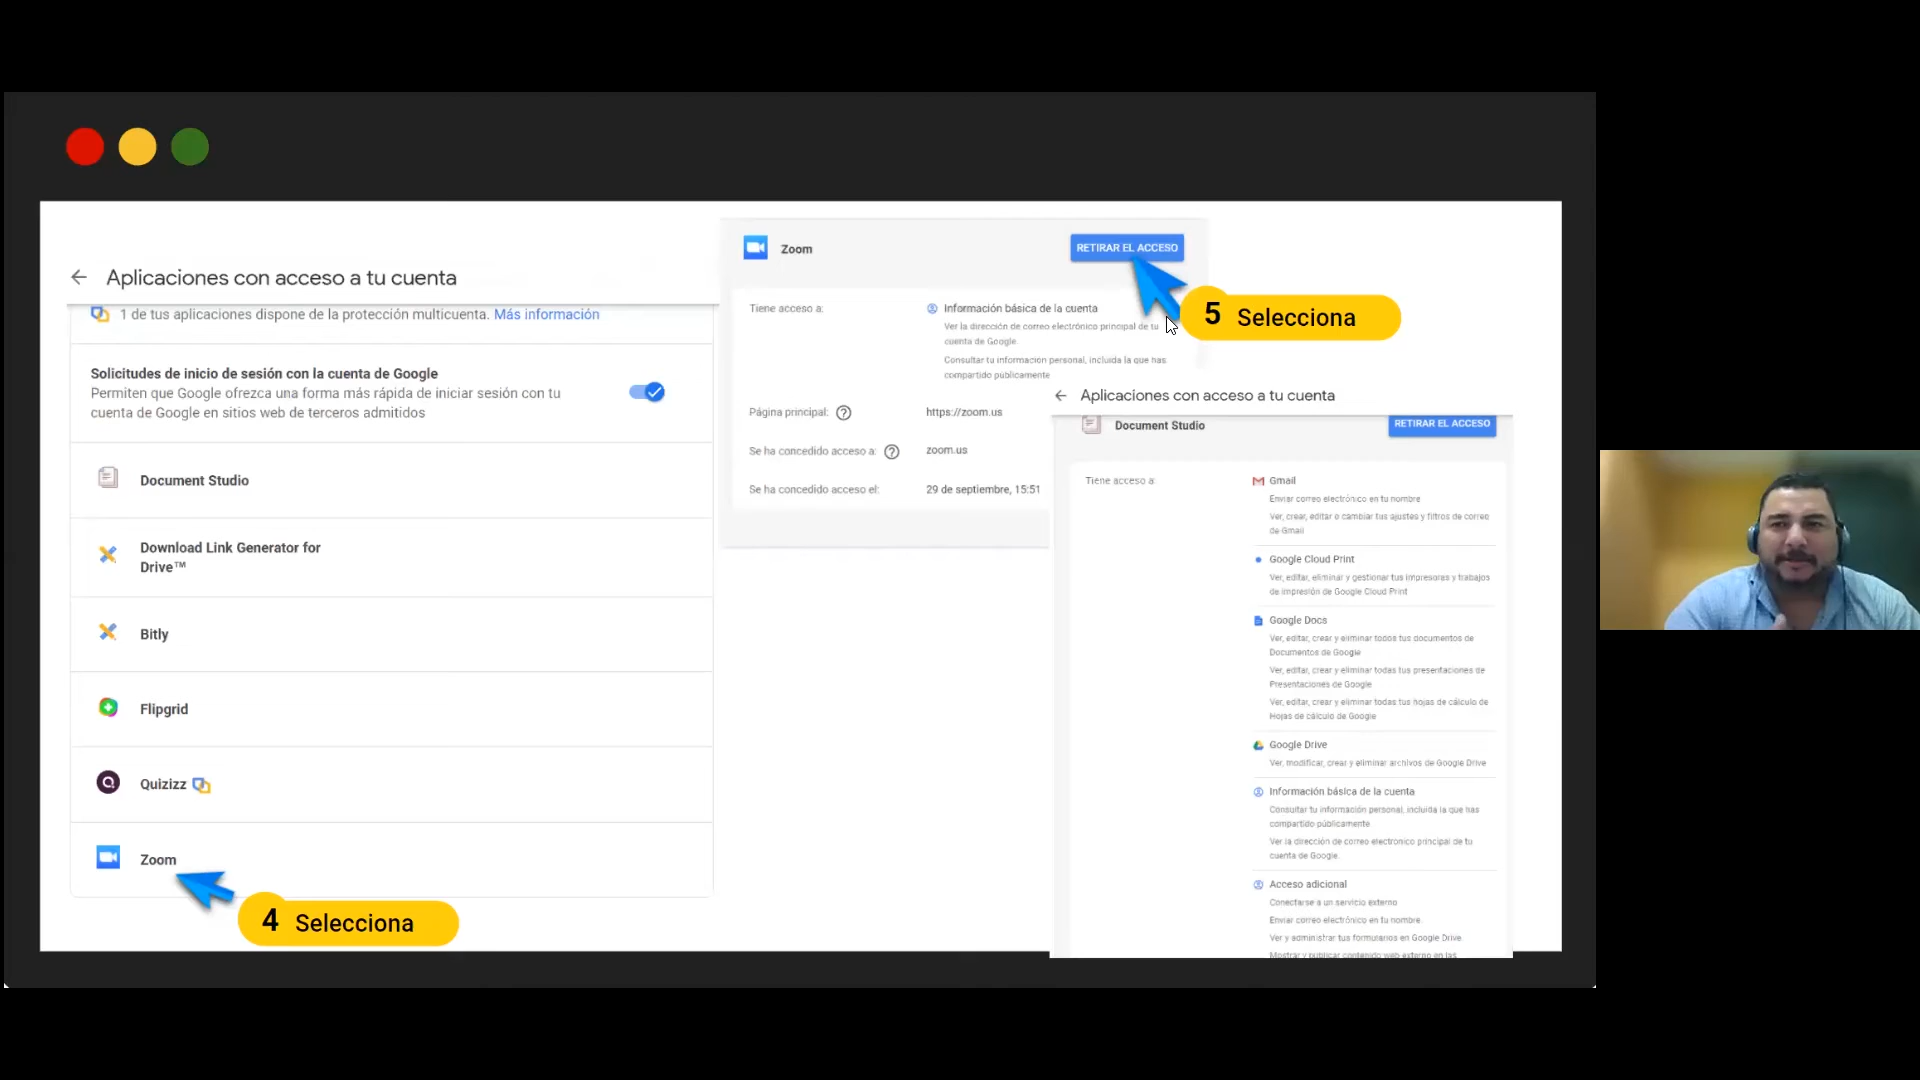 Aplicaciones con acceso a tu cuenta
1 de tus aplicaciones dispone de la protección multicuenta. Más información
Solicitudes de inicio de sesión con la cuenta de Google
Permiten que Google ofrezca una forma más rápida de iniciar sesión con tu
cuenta de Google en sitios web de terceros admitidos
Document Studio
Download Link Generator for
Drive™
Bitly
Flipgrid
Quizizz
Zoom
4 Selecciona
Zoom
RETIRAR EL ACCESO
5 Selecciona
Tiene acceso a:
Información básica de la cuenta
Ver la dirección de correo electrónico principal de tu
cuenta de Google.
Consultar tu información personal, incluida la que has
compartido públicamente
Página principal:
https://zoom.us
Se ha concedido acceso a:
zoom.us
Se ha concedido acceso el:
29 de septiembre, 15:51
Aplicaciones con acceso a tu cuenta
Document Studio
RETIRAR EL ACCESO
Tiene acceso a:
Gmail
Enviar correo electrónico en tu nombre
Ver, crear, editar o cambiar tus ajustes y filtros de correo
de Gmail
Google Cloud Print
Ver, editar, eliminar y gestionar tus impresoras y trabajos
de impresión de Google Cloud Print
Google Docs
Ver, editar, crear y eliminar todos tus documentos de
Documentos de Google
Ver, editar, crear y eliminar todas tus presentaciones de
Presentaciones de Google
Ver, editar, crear y eliminar todas tus hojas de cálculo de
Hojas de cálculo de Google
Google Drive
Ver, modificar, crear y eliminar archivos de Google Drive
Información básica de la cuenta
Consultar tu información personal, incluida la que has
compartido públicamente
Ver la dirección de correo electrónico principal de tu
cuenta de Google.
Acceso adicional
Conectarse a un servicio externo
Enviar correo electrónico en tu nombre.
Ver y administrar tus formularios en Google Drive
Mostrar y publicar contenido web externo en las